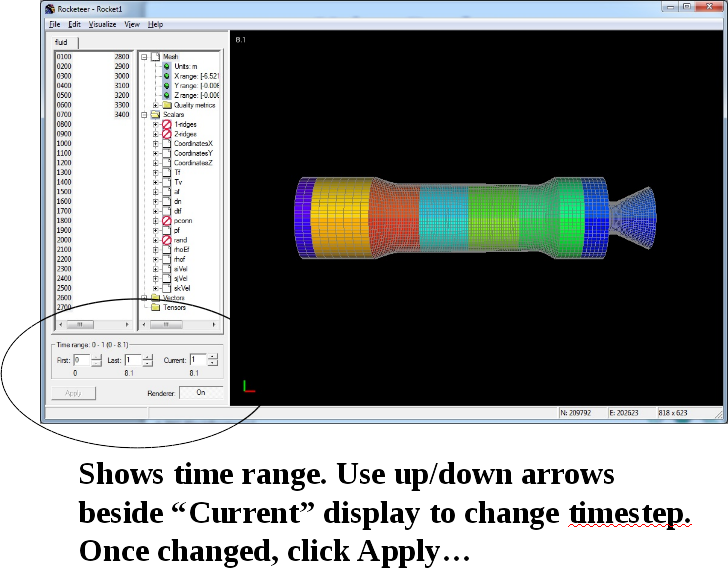 Rocketeer - Rocket1
File Edit Visualize View Help
fluid
0100 2800
0200 2900
0300 3000
0400 3100
0500 3200
0600 3300
0700 3400
0800
0900
1000
1100
1200
1300
1400
1500
1600
1700
1800
1900
2000
2100
2200
2300
2400
2500
2600
2700
Mesh
Units: m
X range: [-6.521
Y range: [-0.006
Z range: [-0.006
Quality metrics
Scalars
1-ridges
2-ridges
CoordinatesX
CoordinatesY
CoordinatesZ
Tf
Tv
af
dn
dtf
pconn
pf
rand
rhoEf
rhof
siVel
sjVel
skVel
Vectors
Tensors
8.1
Time range: 0 - 1 (0 - 8.1)
First: 0 Last: 1 Current: 1
0 8.1 8.1
Apply Renderer: On
N: 209792 E: 202623 818 x 623
Shows time range. Use up/down arrows
beside “Current” display to change timestep.
Once changed, click Apply…